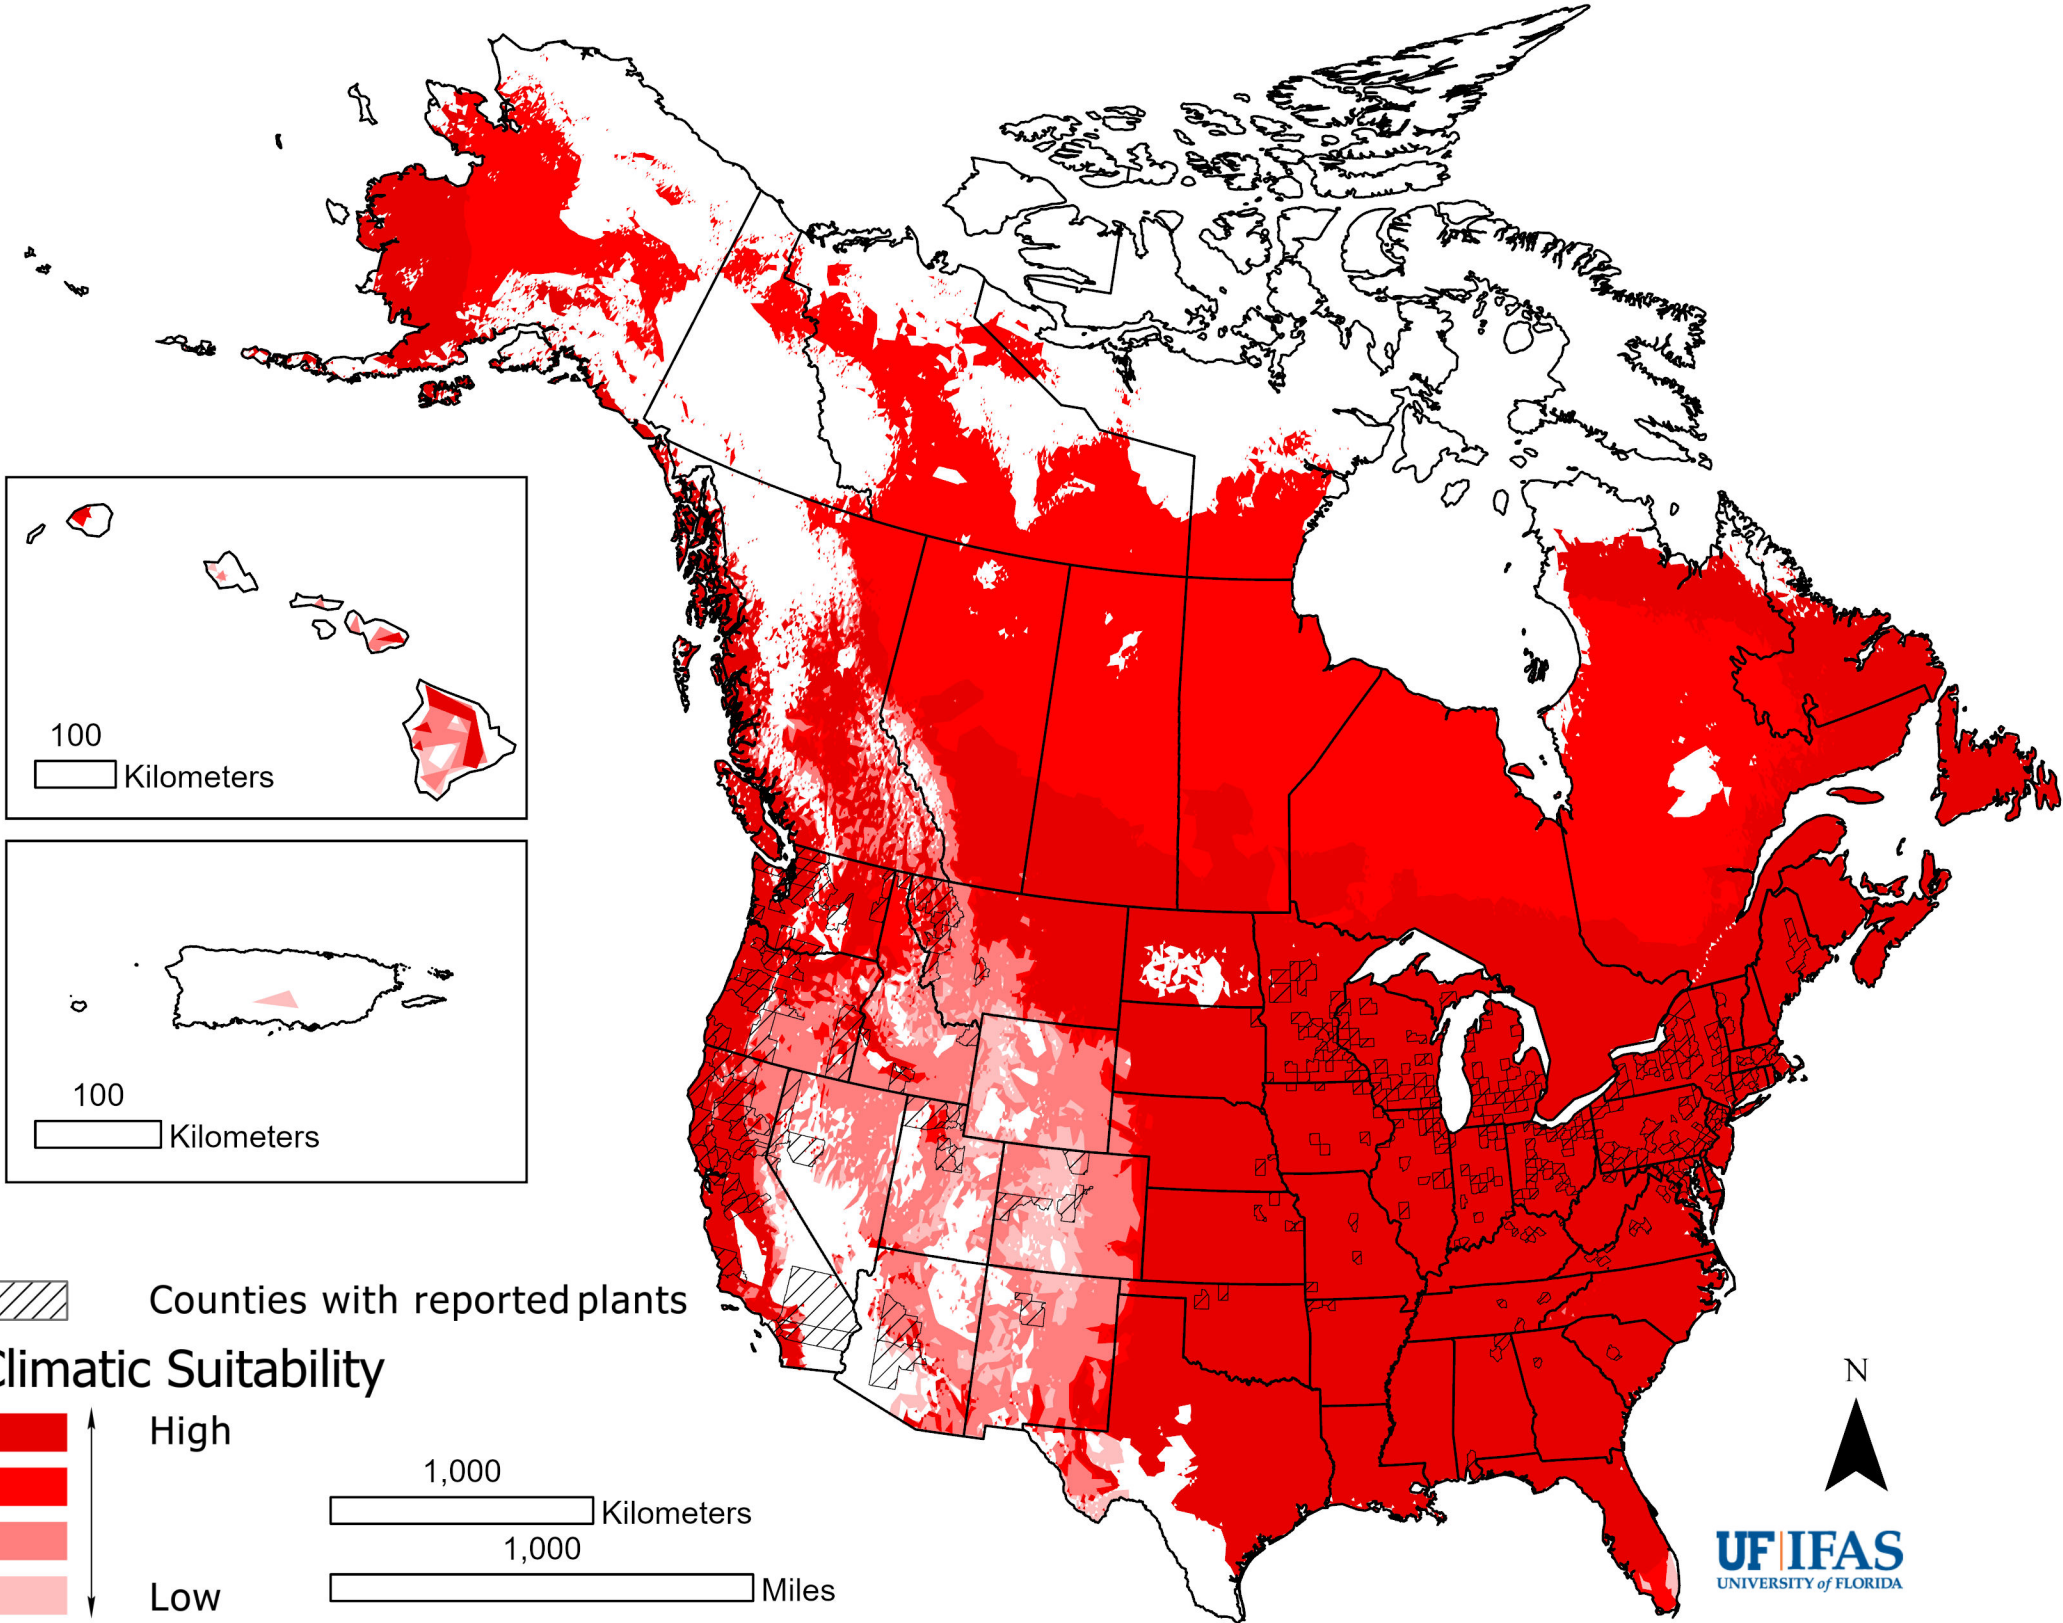 100
Kilometers
100
Kilometers
Counties with reported plants
Climatic Suitability
High
Low
1,000
Kilometers
1,000
Miles
N
UF|IFAS
UNIVERSITY of FLORIDA